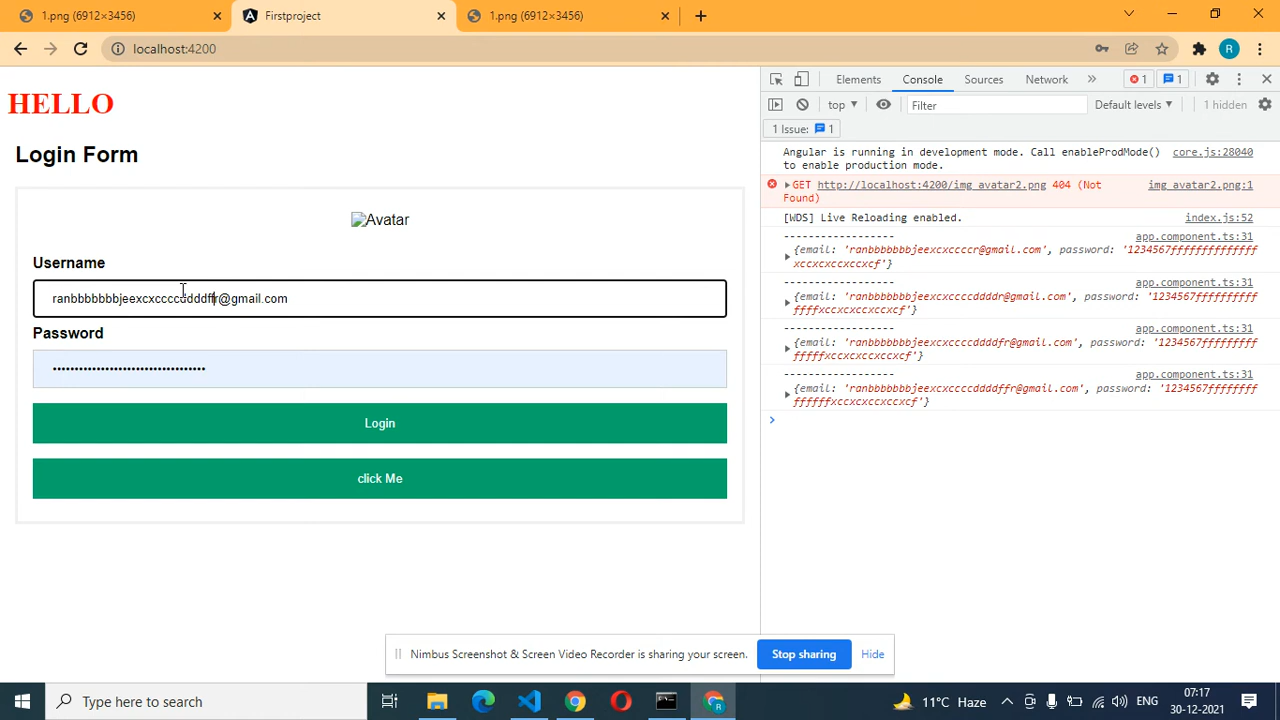 1.png (6912×3456)
Firstproject
1.png (6912×3456)
localhost:4200
R
HELLO
Login Form
Avatar
Username
ranbbbbbbbjeexcxccccdddffr@gmail.com
Password
•••••••••••••••••••••••••••••••••••
Login
click Me
Elements
Console
Sources
Network
1
1
top
Filter
Default levels
1 hidden
1 Issue: 1
Angular is running in development mode. Call enableProdMode() core.js:28040
to enable production mode.
GET http://localhost:4200/img_avatar2.png 404 (Not img_avatar2.png:1
Found)
[WDS] Live Reloading enabled. index.js:52
----------------- app.component.ts:31
----------------- app.component.ts:31
----------------- app.component.ts:31
----------------- app.component.ts:31
Nimbus Screenshot & Screen Video Recorder is sharing your screen.
Stop sharing
Hide
Type here to search
11°C Haze
ENG
07:17
30-12-2021